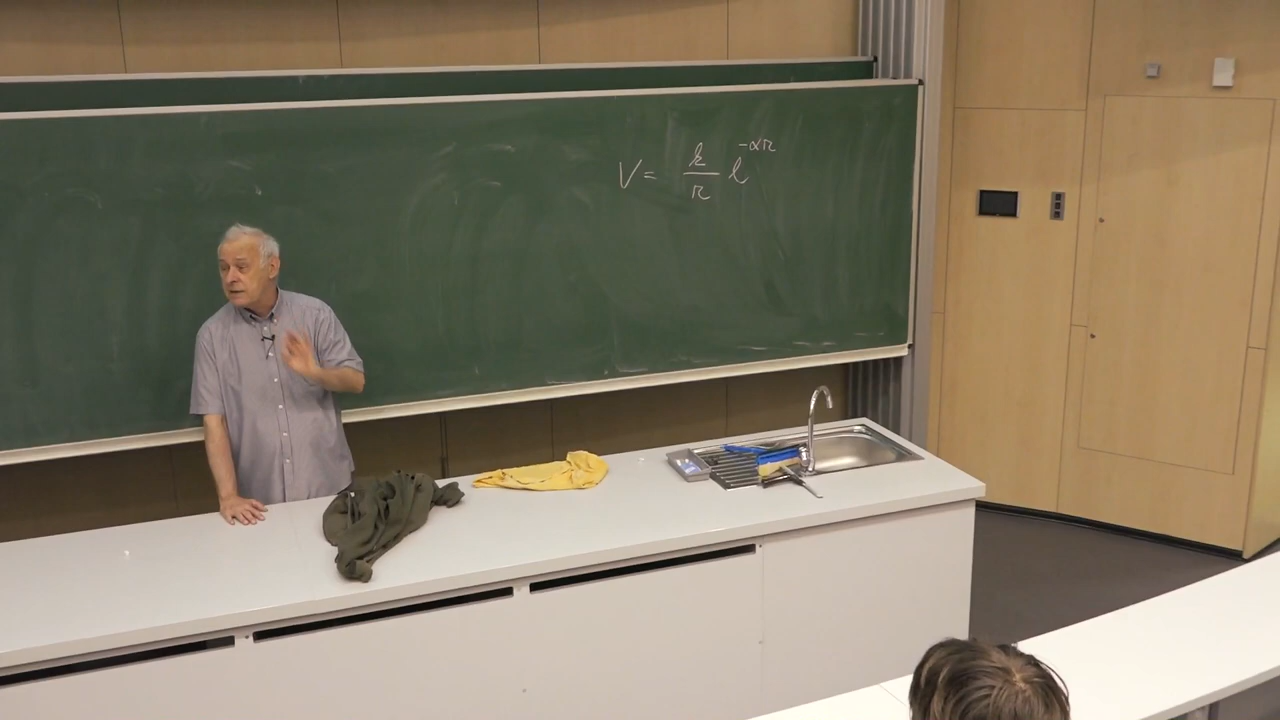 V = k/r e^{-αr}